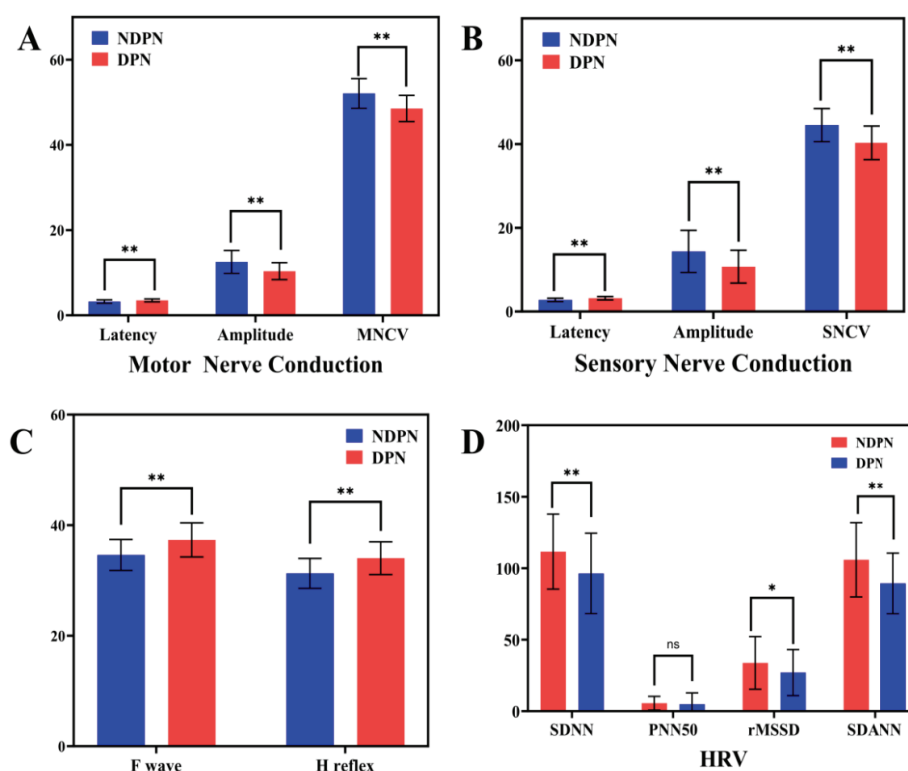 A
NDPN
DPN
60
40
20
0
**
**
**
Latency Amplitude MNCV
Motor Nerve Conduction
B
NDPN
DPN
60
40
20
0
**
**
**
Latency Amplitude SNCV
Sensory Nerve Conduction
C
NDPN
DPN
60
40
20
0
**
**
F wave H reflex
D
NDPN
DPN
200
150
100
50
0
**
ns
*
**
SDNN PNN50 rMSSD SDANN
HRV